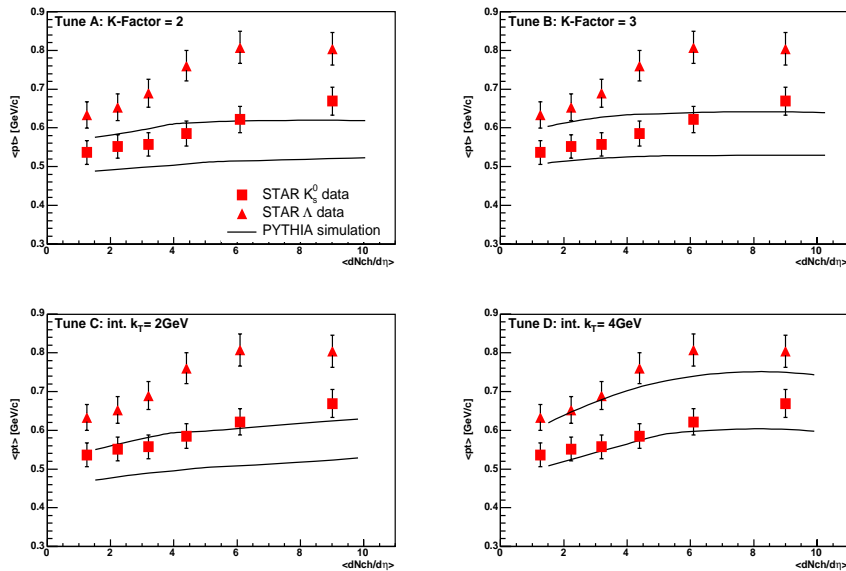 Tune A: K-Factor = 2
<pt> [GeV/c]
0.9
0.8
0.7
0.6
0.5
0.4
0.3
STAR K⁰ₛ data
STAR Λ data
PYTHIA simulation
0 2 4 6 8 10
<dNch/dη>
Tune B: K-Factor = 3
<pt> [GeV/c]
0.9
0.8
0.7
0.6
0.5
0.4
0.3
0 2 4 6 8 10
<dNch/dη>
Tune C: int. k_T= 2GeV
<pt> [GeV/c]
0.9
0.8
0.7
0.6
0.5
0.4
0.3
0 2 4 6 8 10
<dNch/dη>
Tune D: int. k_T= 4GeV
<pt> [GeV/c]
0.9
0.8
0.7
0.6
0.5
0.4
0.3
0 2 4 6 8 10
<dNch/dη>